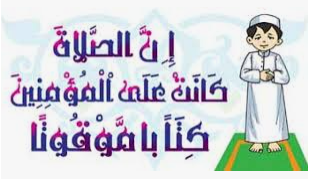 إِنَّ الصَّلَاةَ
كَانَتْ عَلَى الْمُؤْمِنِينَ
كِتَابًا مَّوْقُوتًا